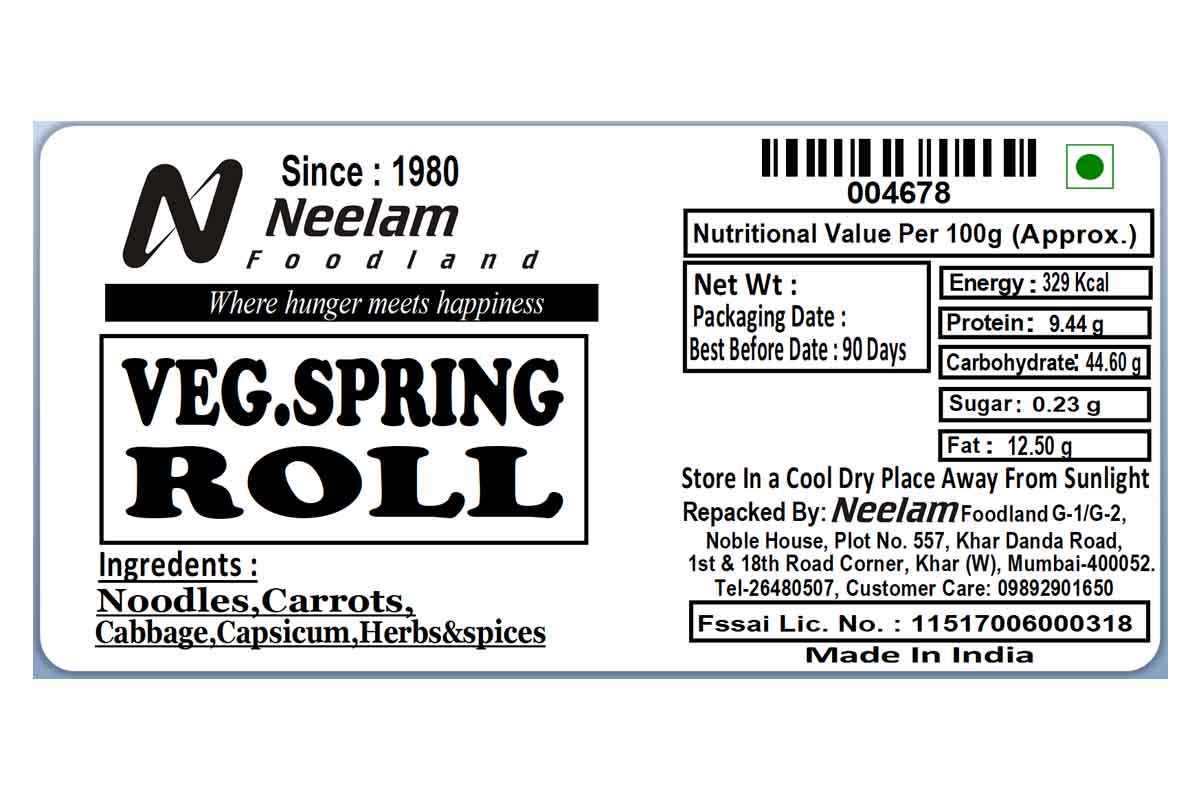 Since : 1980
Neelam
Foodland
Where hunger meets happiness
VEG.SPRING
ROLL
Ingredents :
Noodles,Carrots,
Cabbage,Capsicum,Herbs&spices
004678
Nutritional Value Per 100g (Approx.)
Net Wt :
Packaging Date :
Best Before Date : 90 Days
Energy : 329 Kcal
Protein: 9.44 g
Carbohydrate: 44.60 g
Sugar : 0.23 g
Fat : 12.50 g
Store In a Cool Dry Place Away From Sunlight
Repacked By: Neelam Foodland G-1/G-2,
Noble House, Plot No. 557, Khar Danda Road,
1st & 18th Road Corner, Khar (W), Mumbai-400052.
Tel-26480507, Customer Care: 09892901650
Fssai Lic. No. : 11517006000318
Made In India